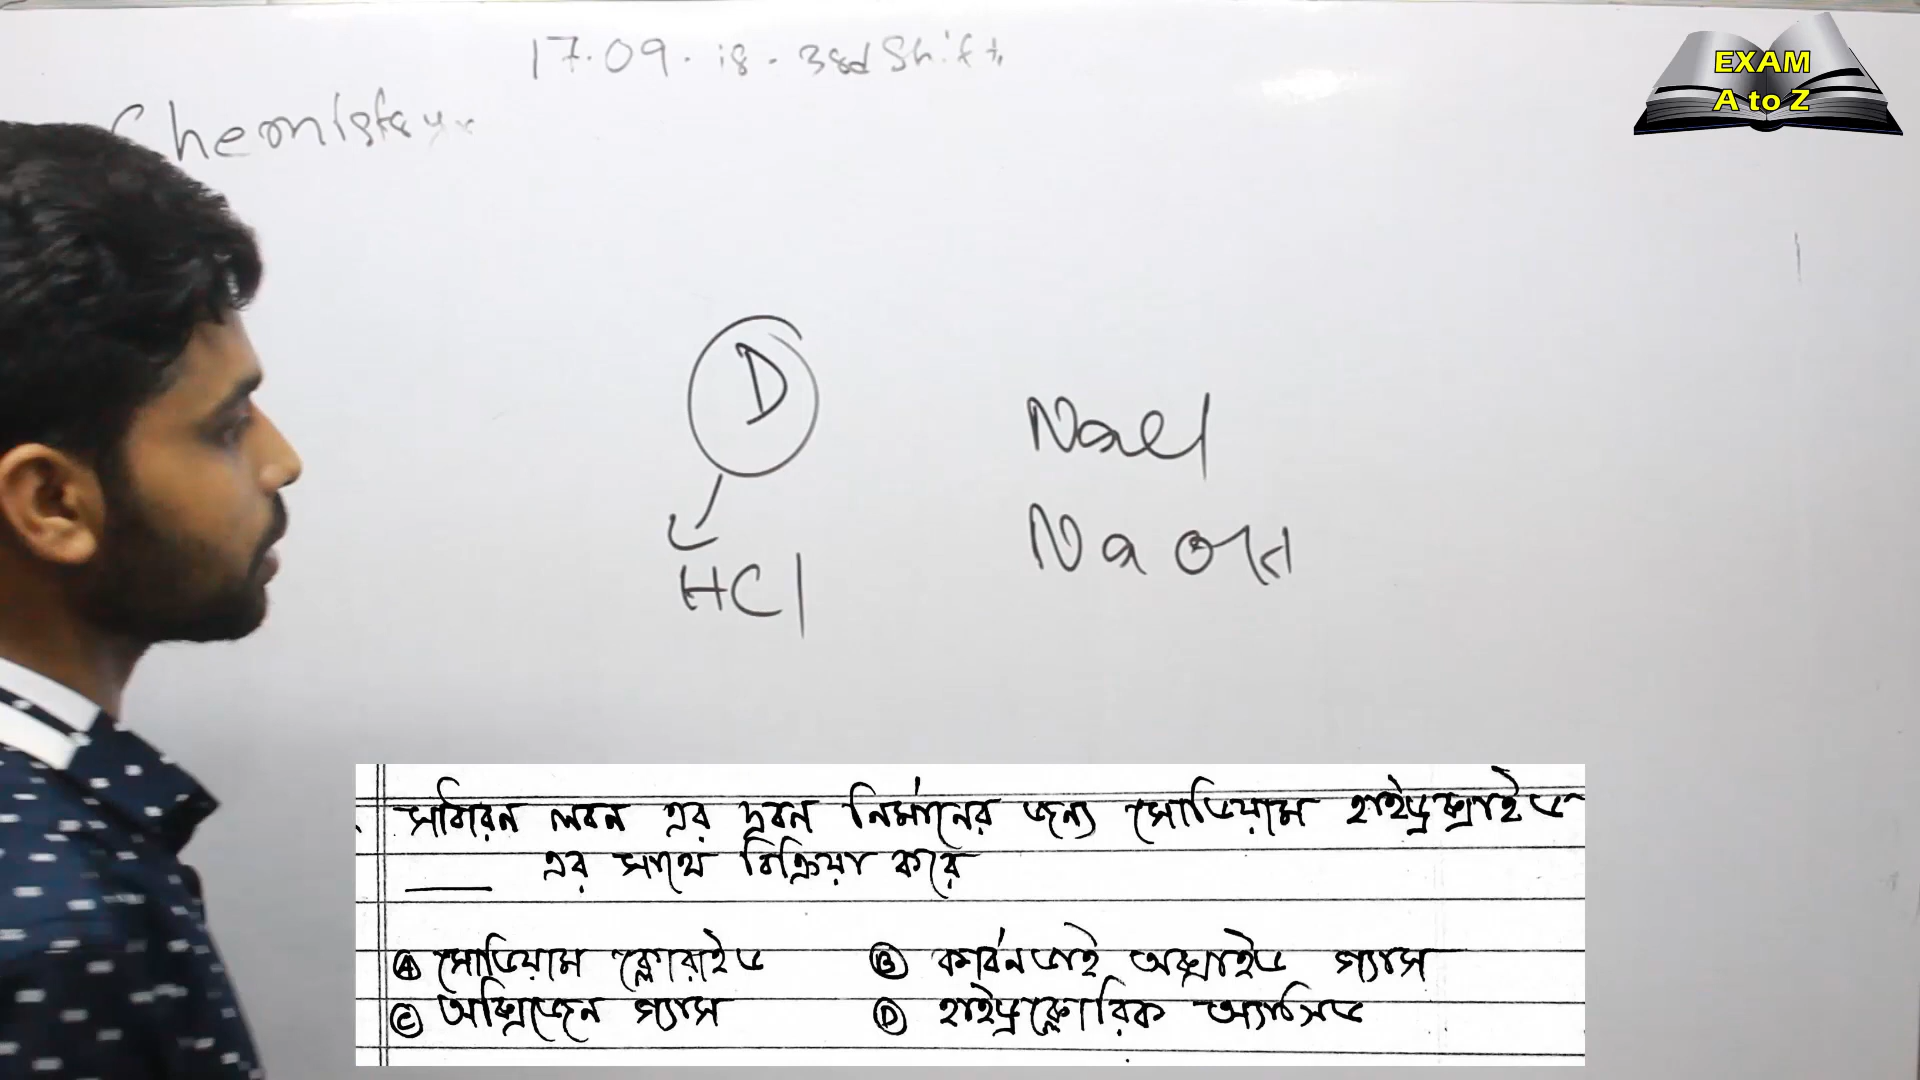 17.09.18.3rd Shift
Chemistry
EXAM
A to Z
D
HCl
NaCl
NaOH
সাধারন লবন এর দ্রবন নির্মানের জন্য সোডিয়াম হাইড্রক্সাইড
____ এর সাথে বিক্রিয়া করে
Ⓐ সোডিয়াম ক্লোরাইড Ⓑ কার্বনডাই অক্সাইড গ্যাস
Ⓒ অক্সিজেন গ্যাস Ⓓ হাইড্রক্লোরিক অ্যাসিড